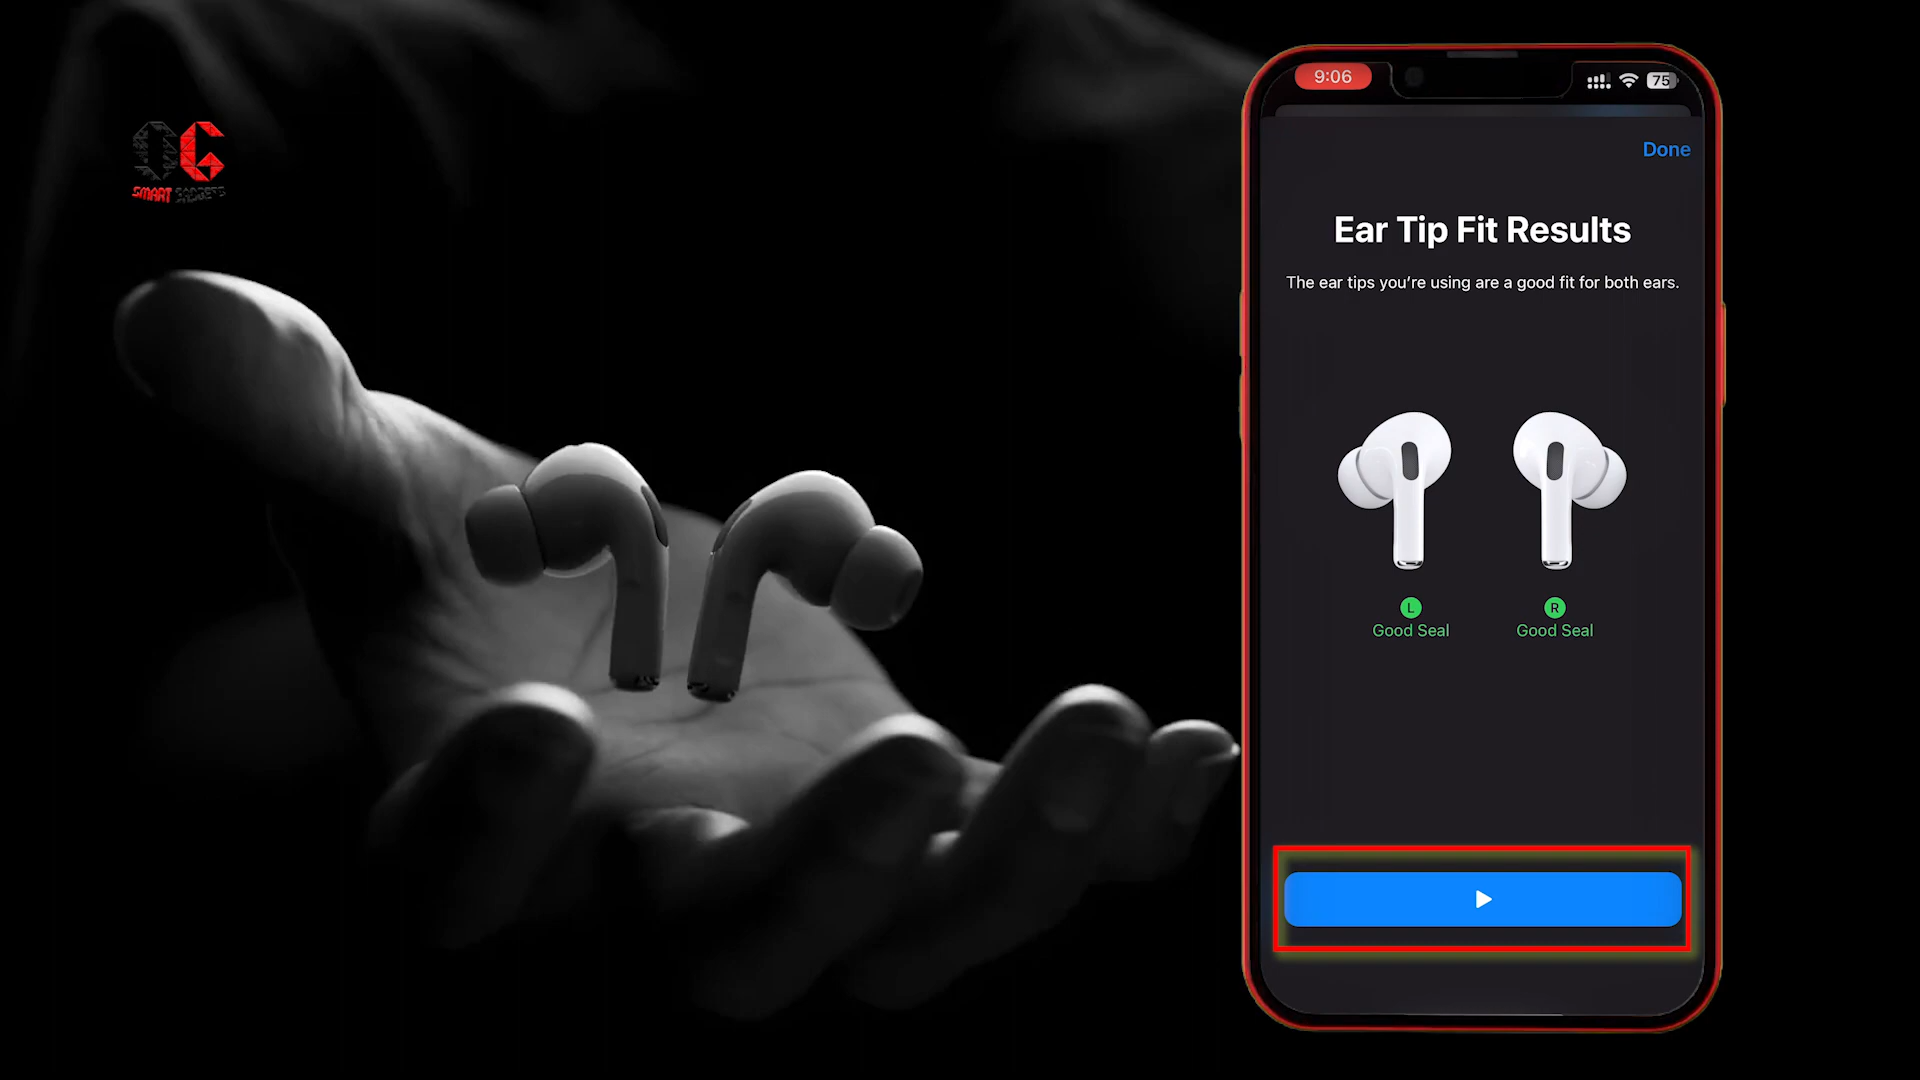 SMART GADGETS
9:06
75
Done
Ear Tip Fit Results
The ear tips you’re using are a good fit for both ears.
L
R
Good Seal
Good Seal